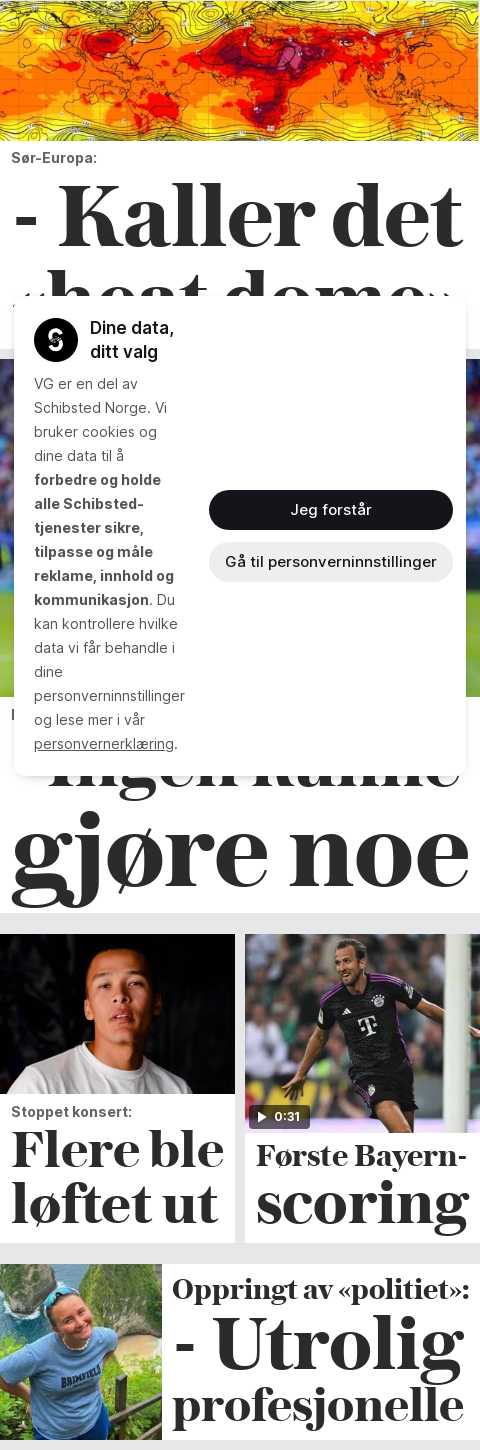 Sør-Europa:
- Kaller det
«heat dome»
Dine data,
ditt valg
VG er en del av
Schibsted Norge. Vi
bruker cookies og
dine data til å
forbedre og holde
alle Schibsted-
tjenester sikre,
tilpasse og måle
reklame, innhold og
kommunikasjon. Du
kan kontrollere hvilke
data vi får behandle i
dine
personverninnstillinger
og lese mer i vår
personvernerklæring.
Jeg forstår
Gå til personverninnstillinger
Ingen kunne
gjøre noe
0:31
Stoppet konsert:
Flere ble
løftet ut
Første Bayern-
scoring
BRIMFIELD
Oppringt av «politiet»:
- Utrolig
profesjonelle